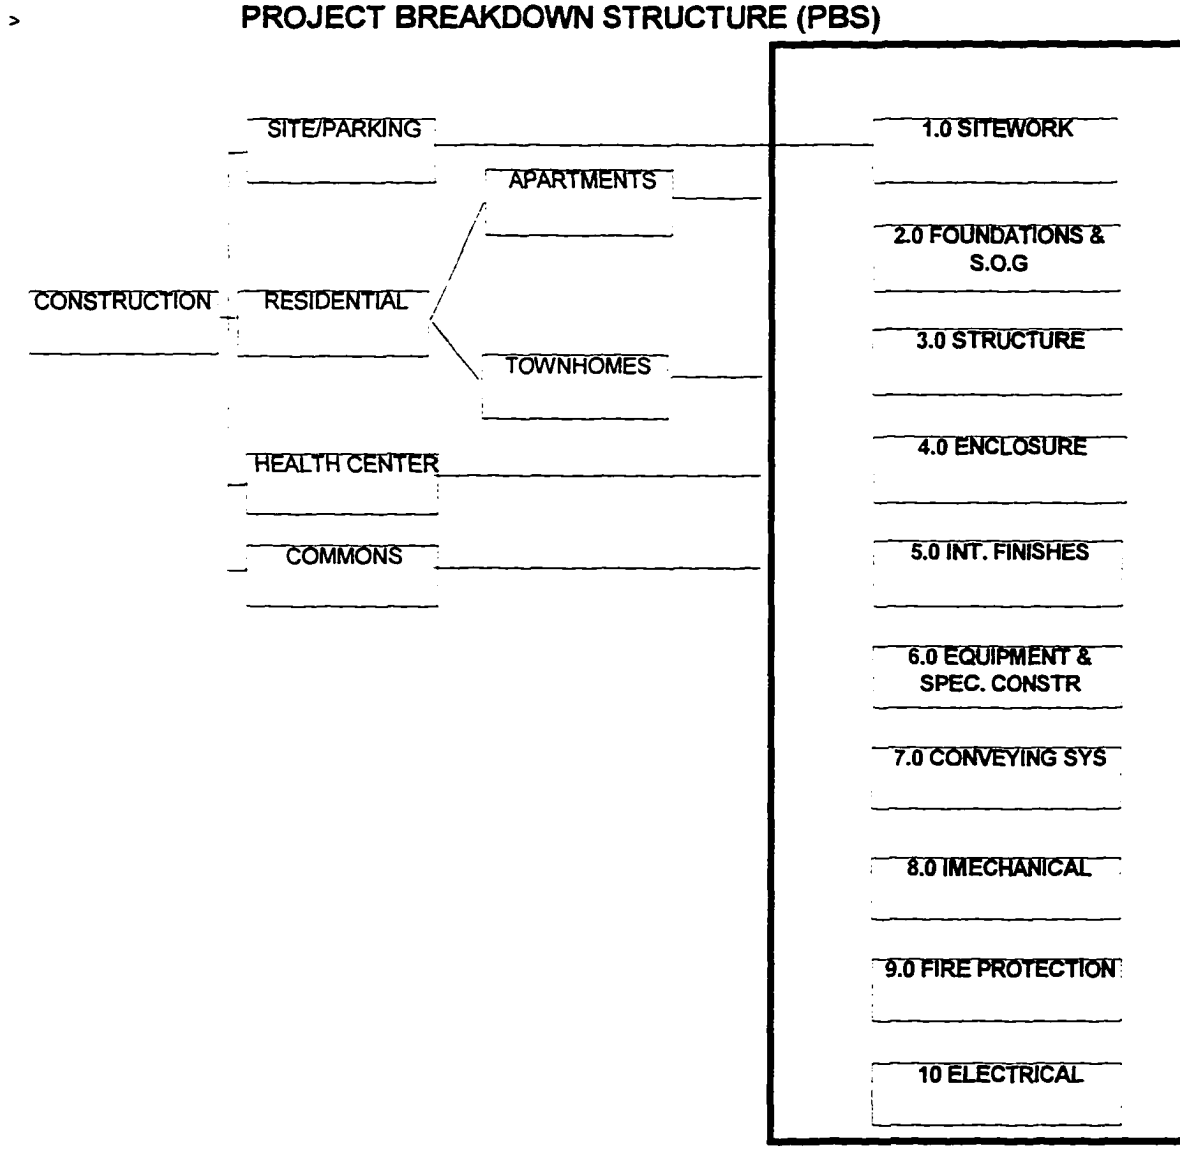 >
PROJECT BREAKDOWN STRUCTURE (PBS)
CONSTRUCTION
SITE/PARKING
RESIDENTIAL
APARTMENTS
TOWNHOMES
HEALTH CENTER
COMMONS
1.0 SITEWORK
2.0 FOUNDATIONS &
S.O.G
3.0 STRUCTURE
4.0 ENCLOSURE
5.0 INT. FINISHES
6.0 EQUIPMENT &
SPEC. CONSTR
7.0 CONVEYING SYS
8.0 IMECHANICAL
9.0 FIRE PROTECTION
10 ELECTRICAL